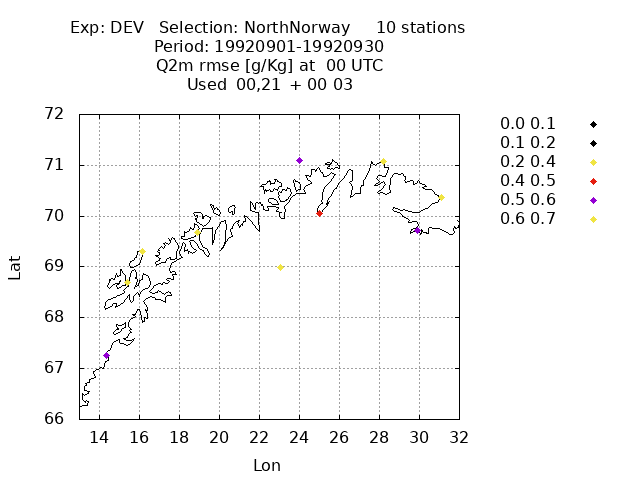 Exp: DEV   Selection: NorthNorway     10 stations
Period: 19920901-19920930
Q2m rmse [g/Kg] at  00 UTC
Used  00,21  + 00 03
72
71
70
69
68
67
66
Lat
14 16 18 20 22 24 26 28 30 32
Lon
0.0 0.1
0.1 0.2
0.2 0.4
0.4 0.5
0.5 0.6
0.6 0.7